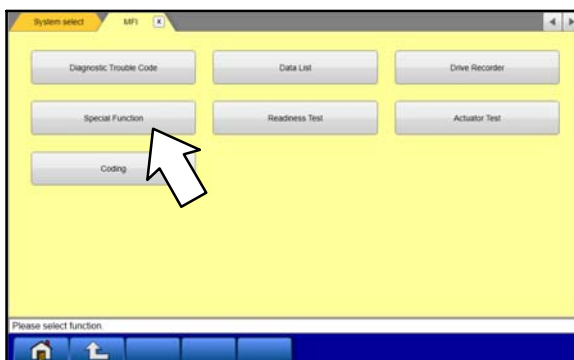 System select MFI x
Diagnostic Trouble Code Data List Drive Recorder
Special Function Readiness Test Actuator Test
Coding
Please select function.